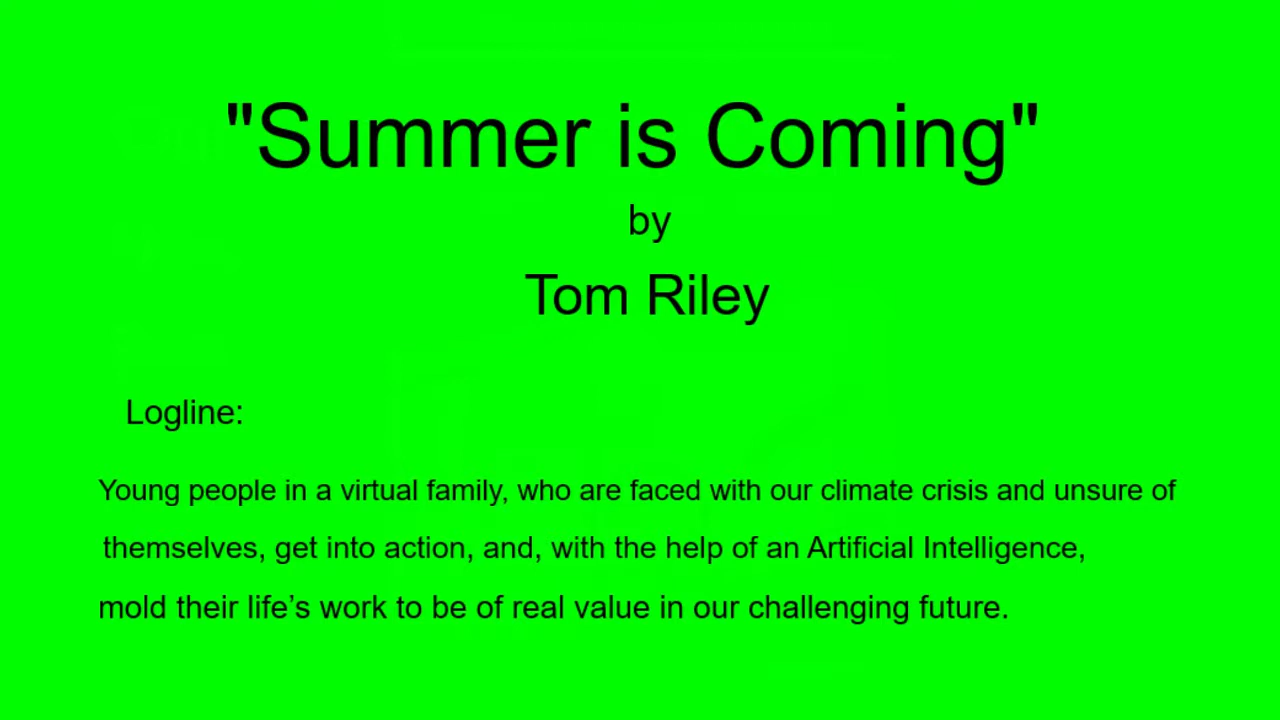 "Summer is Coming"
by
Tom Riley
Logline:
Young people in a virtual family, who are faced with our climate crisis and unsure of
themselves, get into action, and, with the help of an Artificial Intelligence,
mold their life’s work to be of real value in our challenging future.